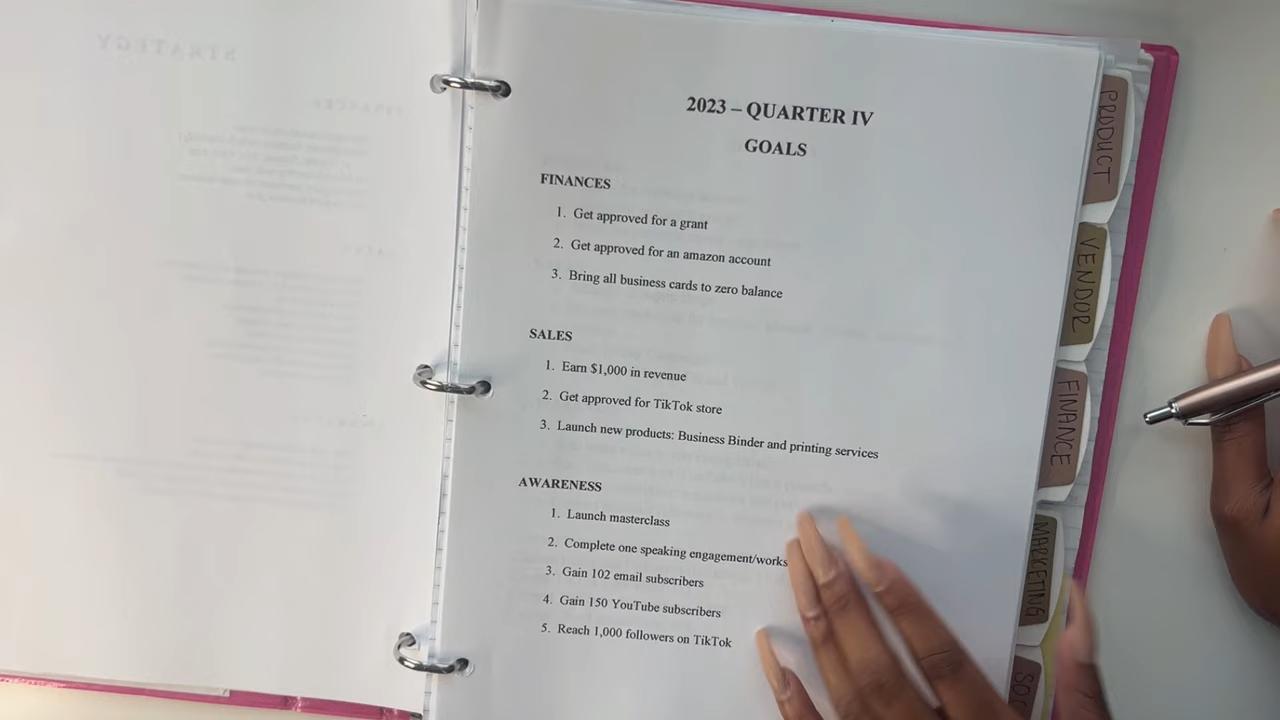 STRATEGY
2023 – QUARTER IV
GOALS
FINANCES
1. Get approved for a grant
2. Get approved for an amazon account
3. Bring all business cards to zero balance
SALES
1. Earn $1,000 in revenue
2. Get approved for TikTok store
3. Launch new products: Business Binder and printing services
AWARENESS
1. Launch masterclass
2. Complete one speaking engagement/works
3. Gain 102 email subscribers
4. Gain 150 YouTube subscribers
5. Reach 1,000 followers on TikTok
PRODUCT
VENDOR
FINANCE
MARKETING
SOC